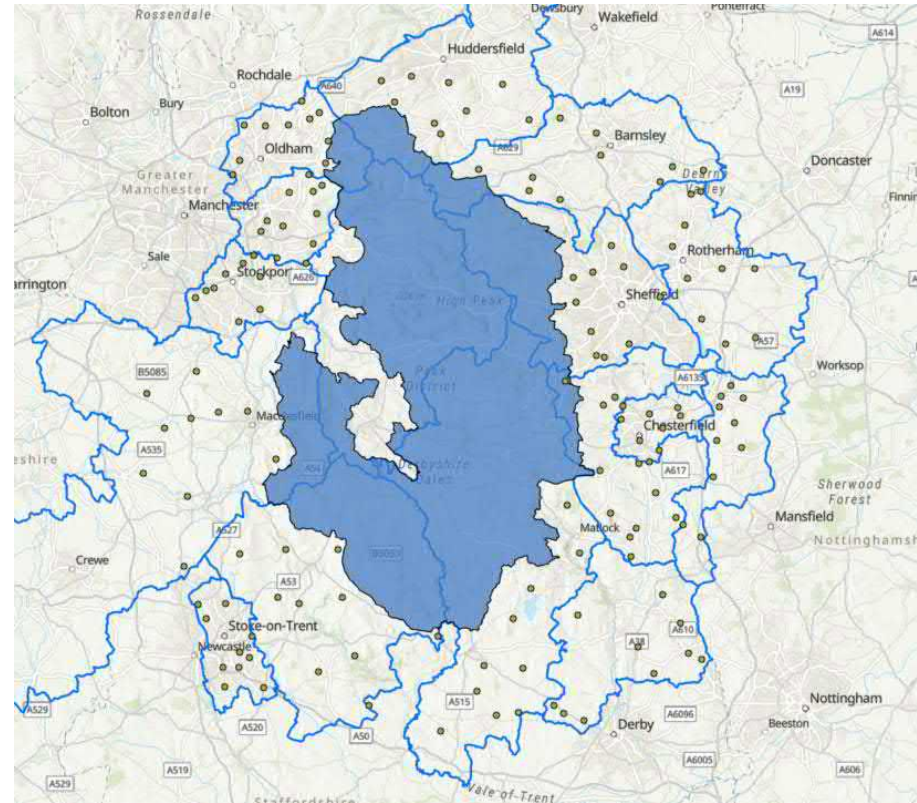 Rossendale
Dewsbury
Pontefract
Wakefield
A614
Huddersfield
Rochdale
A640
A19
Bury
Bolton
Barnsley
Oldham
A629
Doncaster
Greater
Manchester
Dearne
Valley
Manchester
Finnin
Sale
Rotherham
Stockport
A626
arrington
High Peak
Sheffield
A57
B5085
Peak
District
A6135
Worksop
Macclesfield
Chesterfield
A535
eshire
A54
Derbyshire
Dales
A617
Sherwood
Forest
Matlock
Mansfield
A527
Nottinghamsh
B5053
Crewe
A53
Stoke-on-Trent
Newcastle
A38
A610
A529
A515
Nottingham
A520
A50
Derby
A6096
Beeston
A519
A6005
A606
A529
Vale of Trent
Staffordshire